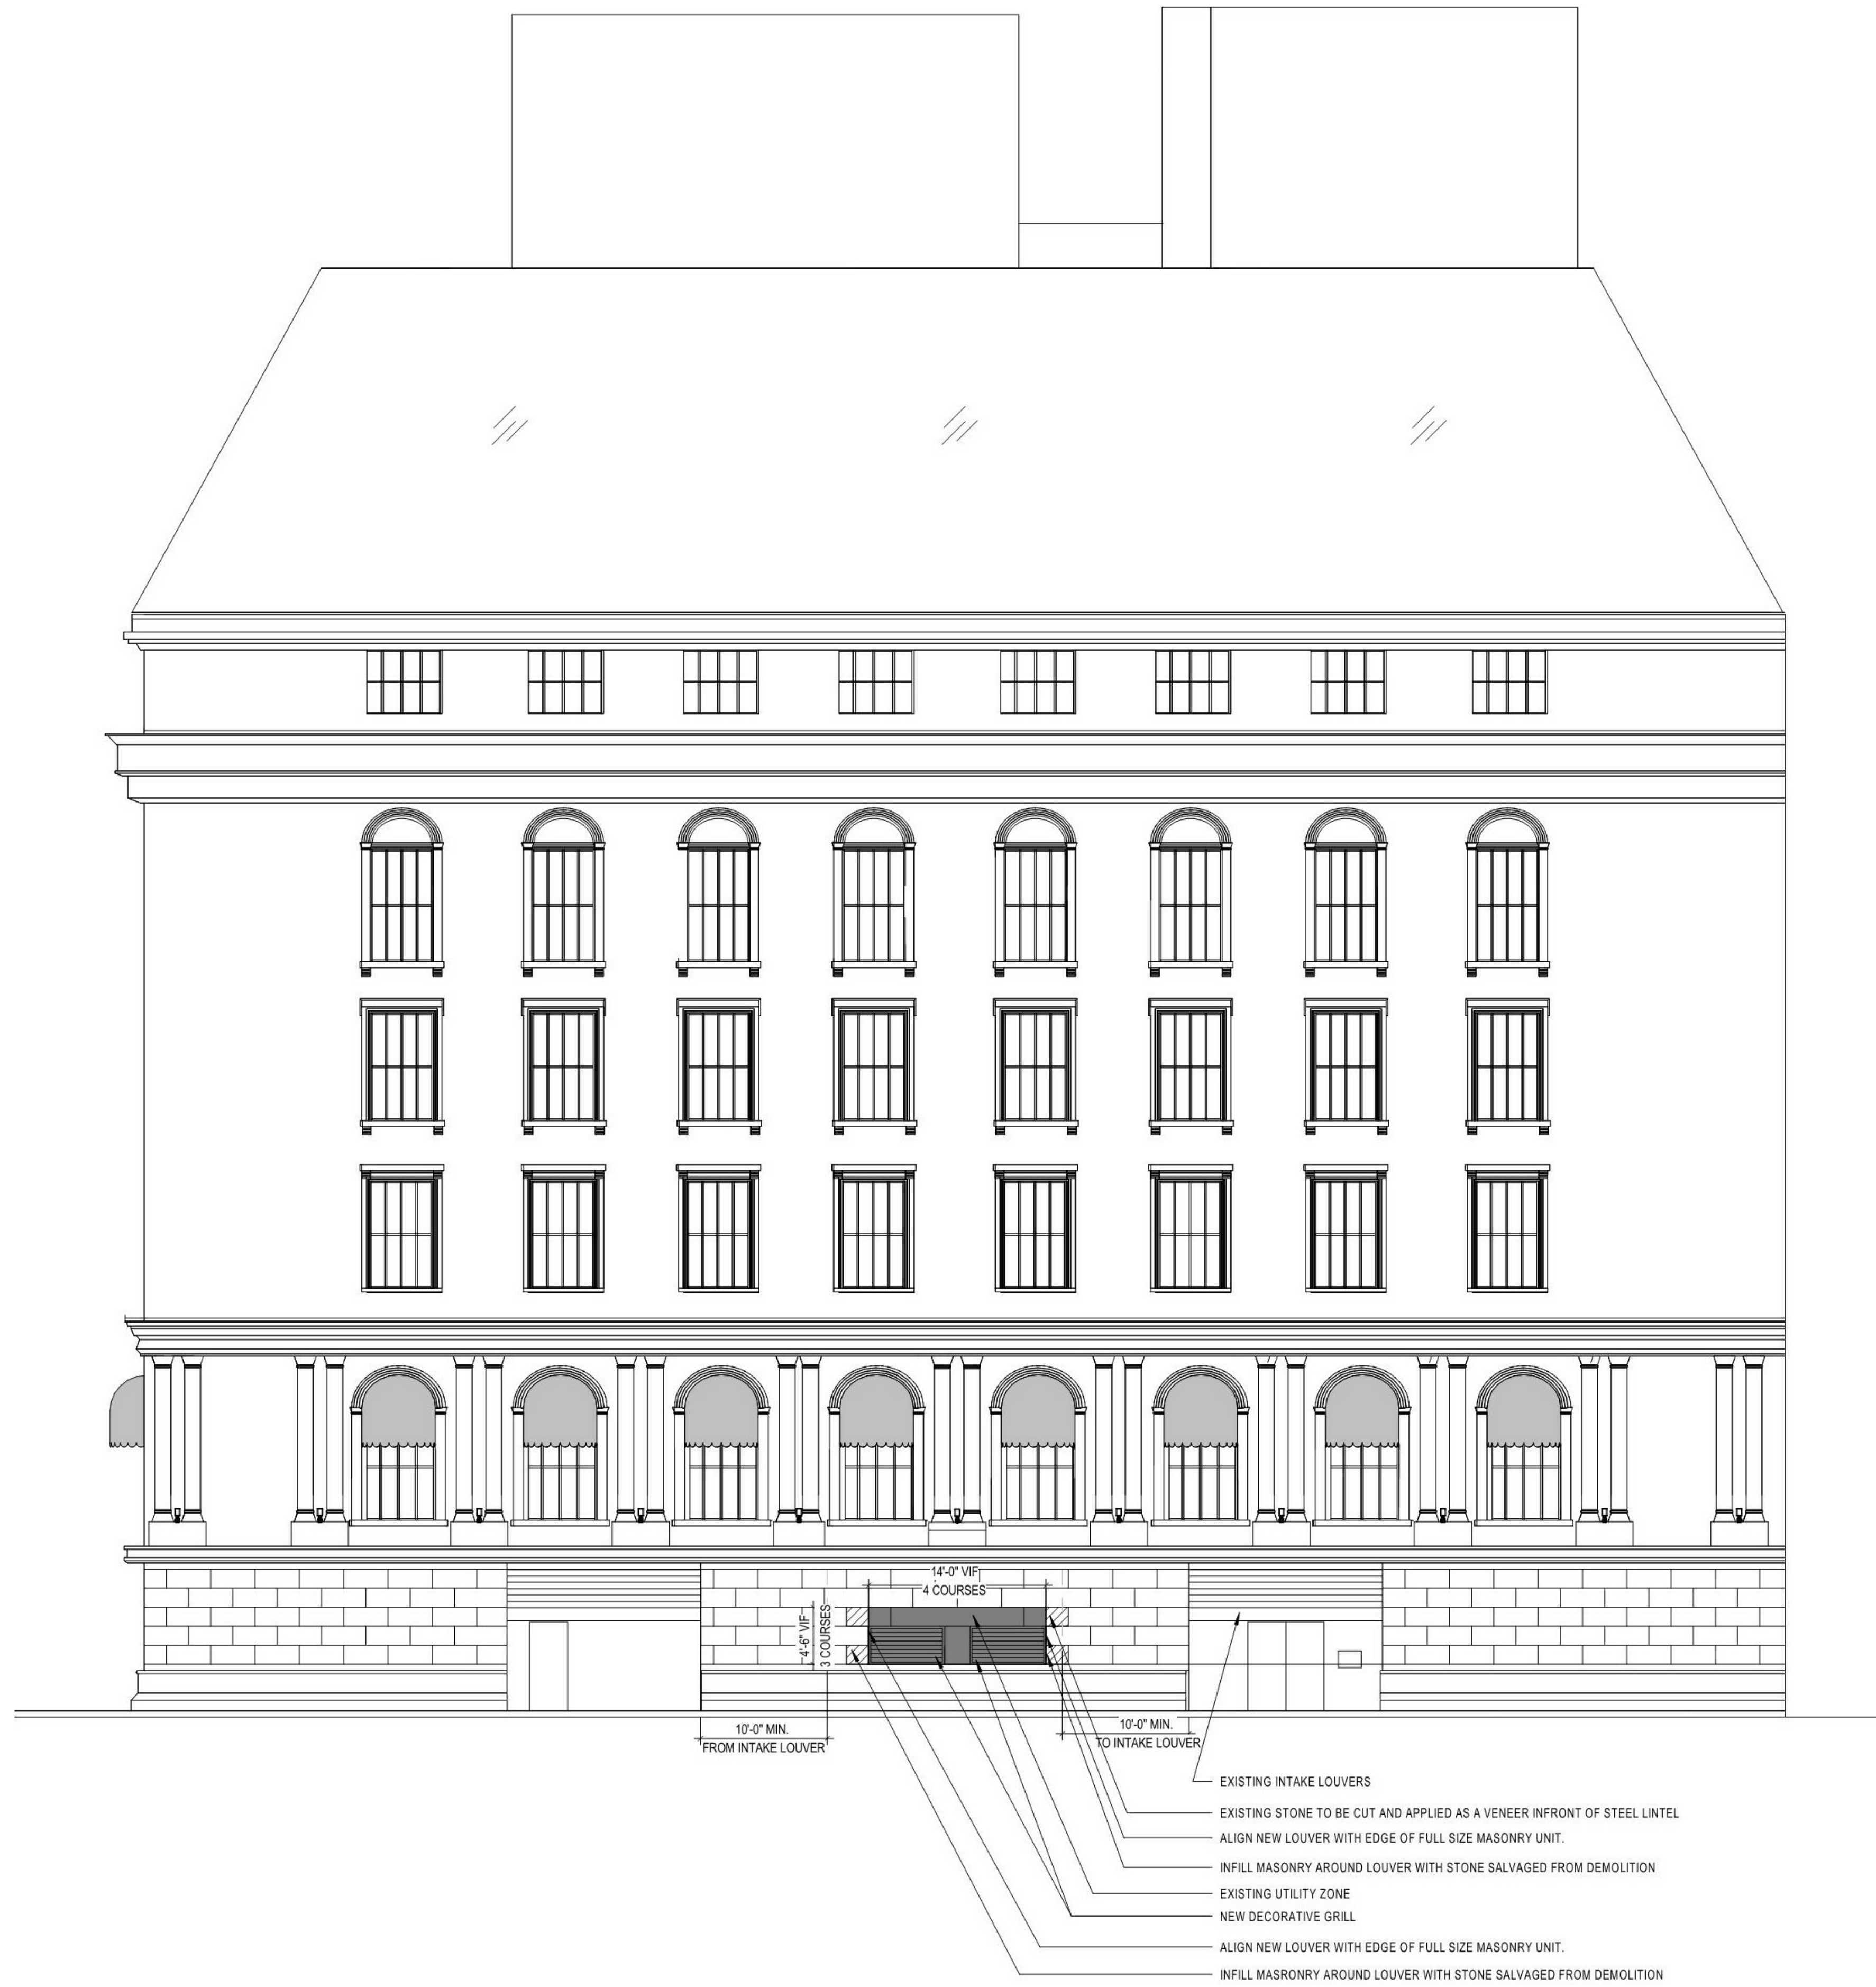 14'-0" VIF
4 COURSES
4'-6" VIF
3 COURSES
10'-0" MIN.
FROM INTAKE LOUVER
10'-0" MIN.
TO INTAKE LOUVER
EXISTING INTAKE LOUVERS
EXISTING STONE TO BE CUT AND APPLIED AS A VENEER INFRONT OF STEEL LINTEL
ALIGN NEW LOUVER WITH EDGE OF FULL SIZE MASONRY UNIT.
INFILL MASONRY AROUND LOUVER WITH STONE SALVAGED FROM DEMOLITION
EXISTING UTILITY ZONE
NEW DECORATIVE GRILL
ALIGN NEW LOUVER WITH EDGE OF FULL SIZE MASONRY UNIT.
INFILL MASRONRY AROUND LOUVER WITH STONE SALVAGED FROM DEMOLITION